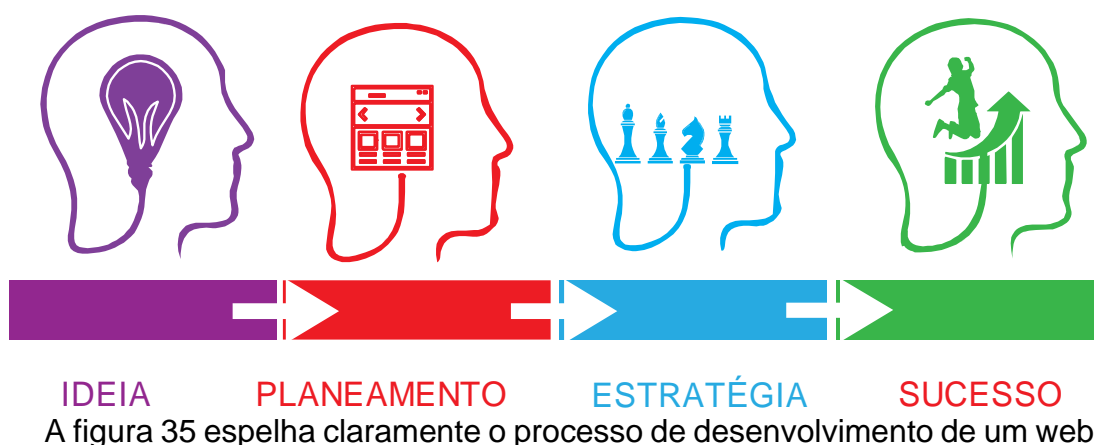 IDEIA PLANEAMENTO ESTRATÉGIA SUCESSO
A figura 35 espelha claramente o processo de desenvolvimento de um web